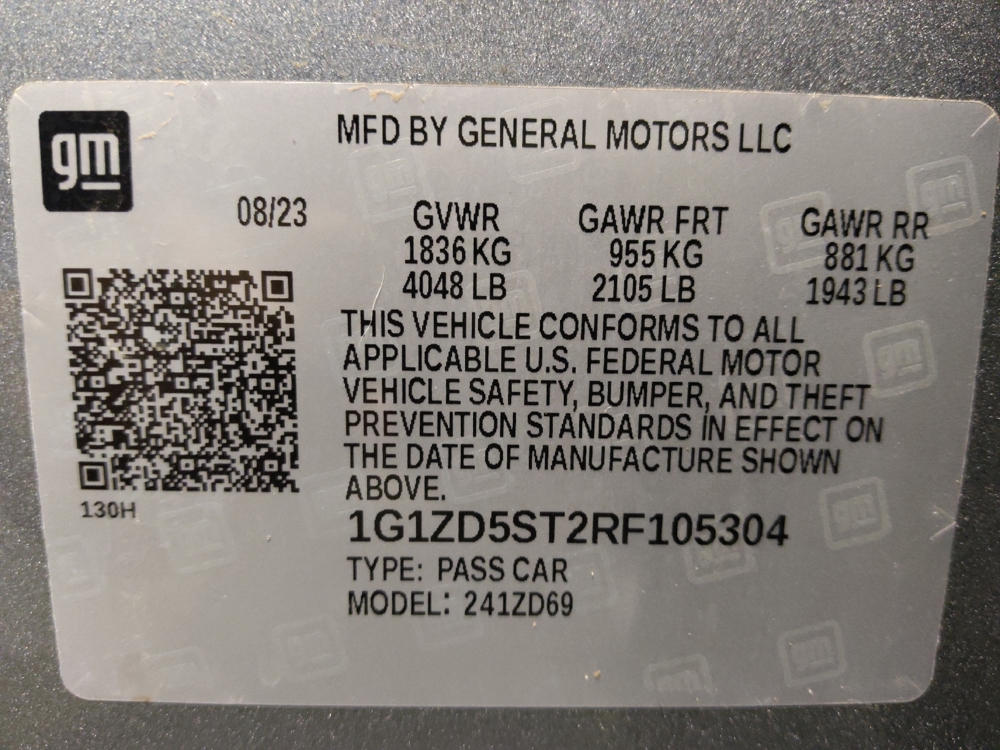 gm
MFD BY GENERAL MOTORS LLC
08/23 GVWR GAWR FRT GAWR RR
1836 KG 955 KG 881 KG
4048 LB 2105 LB 1943 LB
THIS VEHICLE CONFORMS TO ALL
APPLICABLE U.S. FEDERAL MOTOR
VEHICLE SAFETY, BUMPER, AND THEFT
PREVENTION STANDARDS IN EFFECT ON
THE DATE OF MANUFACTURE SHOWN
ABOVE.
130H
1G1ZD5ST2RF105304
TYPE: PASS CAR
MODEL: 241ZD69